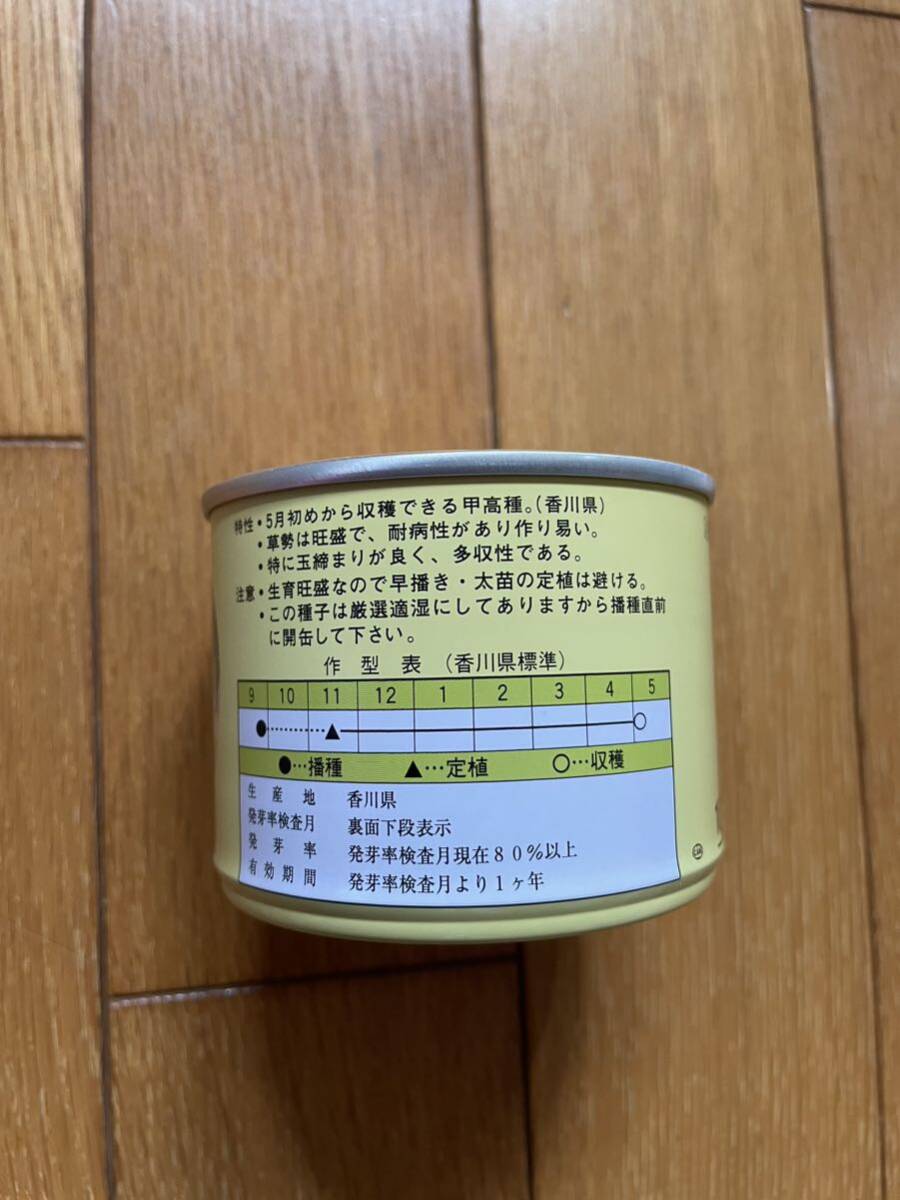 特性・5月初めから収穫できる甲高種。(香川県)
・草勢は旺盛で、耐病性があり作り易い。
・特に玉締まりが良く、多収性である。
注意・生育旺盛なので早播き・太苗の定植は避ける。
・この種子は厳選適湿にしてありますから播種直前
に開缶して下さい。
作型表 (香川県標準)
9 10 11 12 1 2 3 4 5
●…播種 ▲…定植 ○…収穫
生産地 香川県
発芽率検査月 裏面下段表示
発芽率 発芽率検査月現在80%以上
有効期間 発芽率検査月より1ヶ年